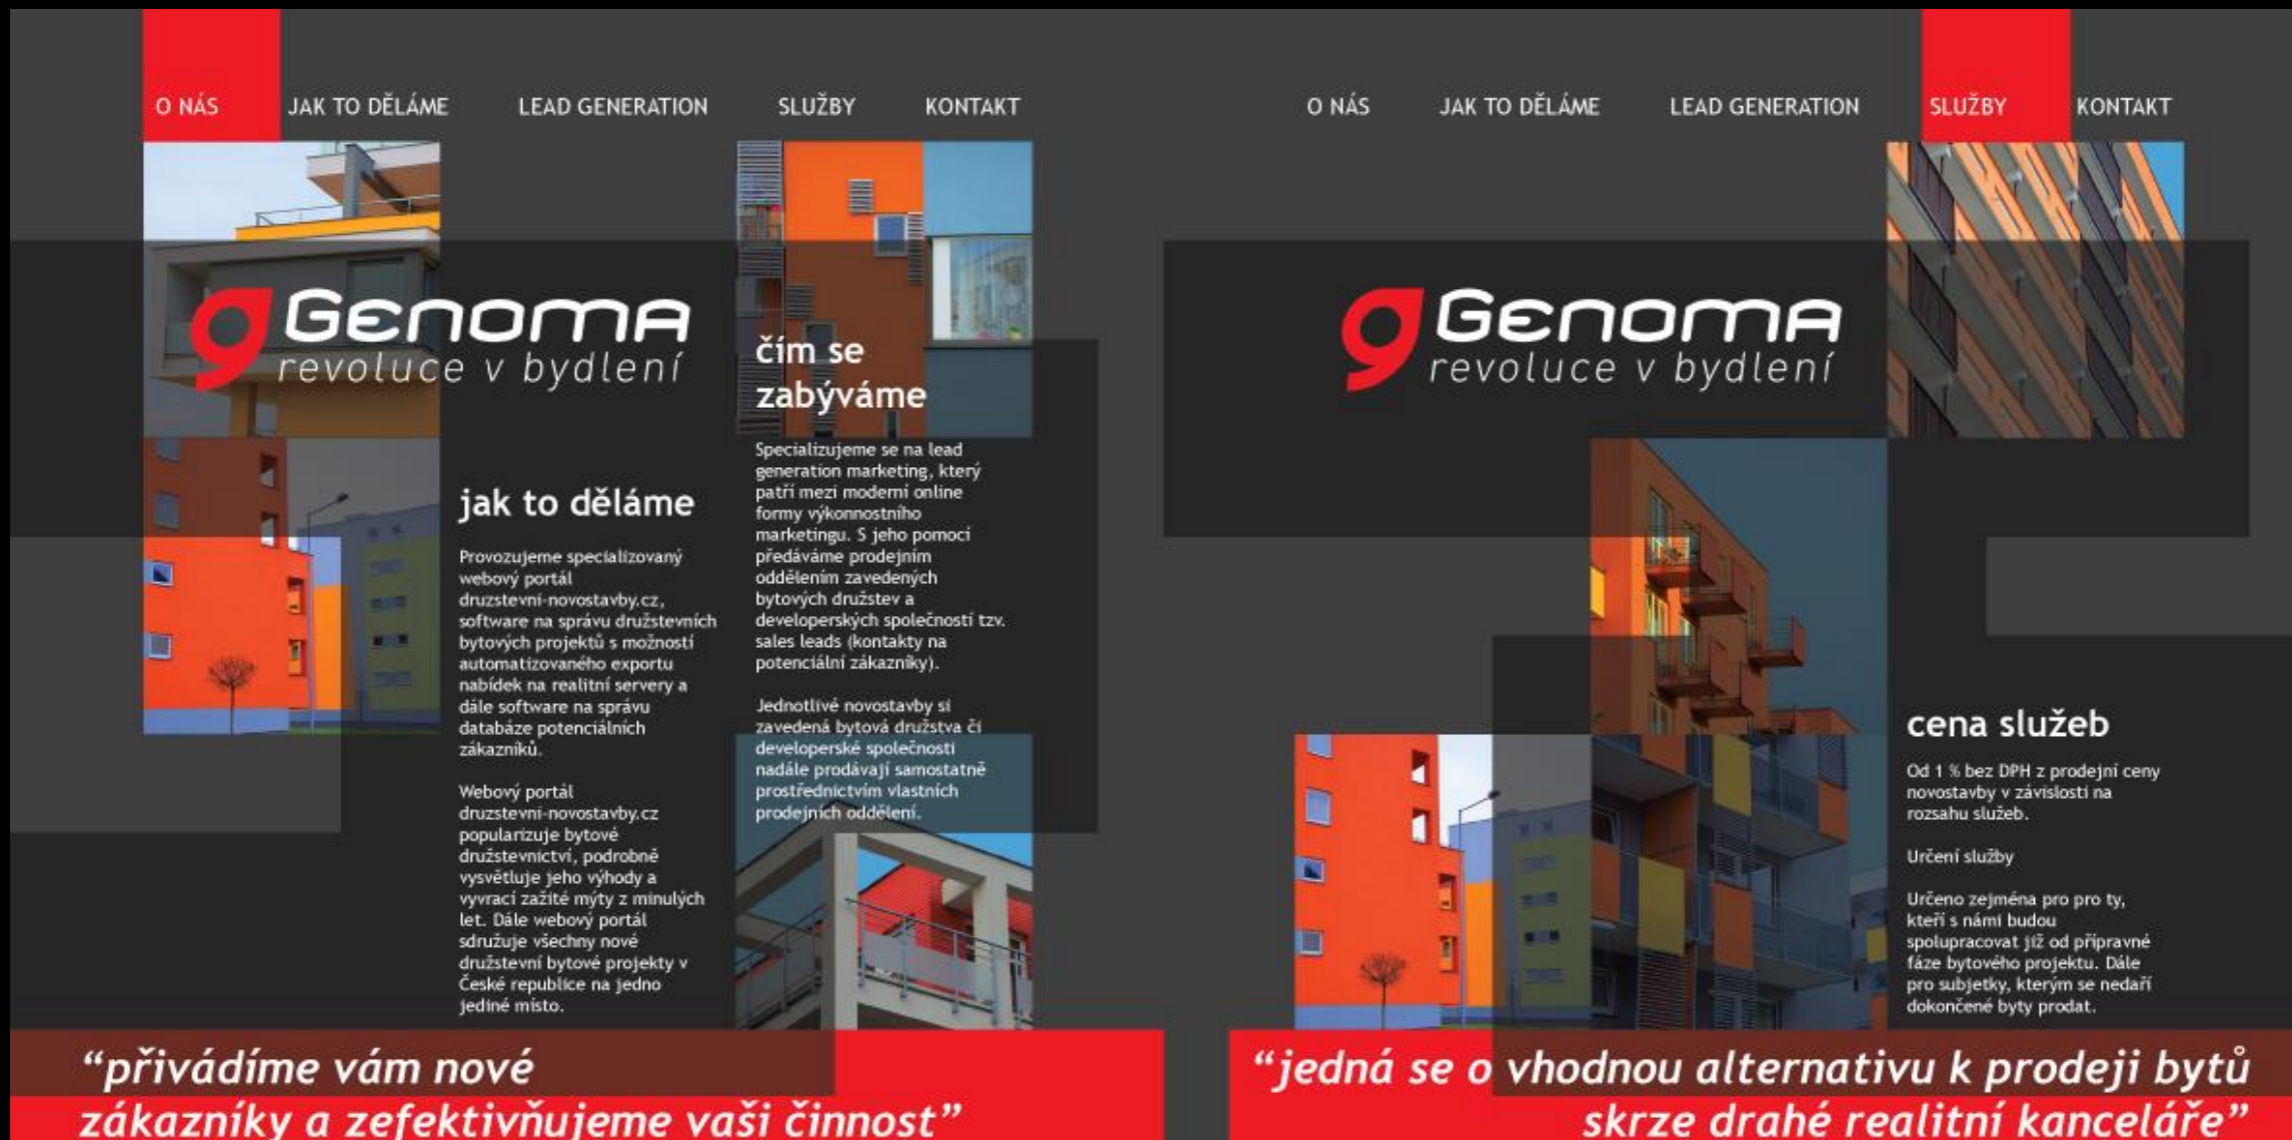 O NÁS JAK TO DĚLÁME LEAD GENERATION SLUŽBY KONTAKT
Genoma
revoluce v bydlení
jak to děláme
Provozujeme specializovaný
webový portál
druzstevni-novostavby.cz,
software na správu družstevních
bytových projektů s možností
automatizovaného exportu
nabídek na realitní servery a
dále software na správu
databáze potenciálních
zákazníků.
Webový portál
druzstevni-novostavby.cz
popularizuje bytové
družstevnictví, podrobně
vysvětluje jeho výhody a
vyvrací zažité mýty z minulých
let. Dále webový portál
sdružuje všechny nové
družstevní bytové projekty v
České republice na jedno
jediné místo.
čím se
zabýváme
Specializujeme se na lead
generation marketing, který
patří mezi moderní online
formy výkonnostního
marketingu. S jeho pomocí
předáváme prodejním
oddělením zavedených
bytových družstev a
developerských společností tzv.
sales leads (kontakty na
potenciální zákazníky).
Jednotlivé novostavby si
zavedená bytová družstva či
developerské společnosti
nadále prodávají samostatně
prostřednictvím vlastních
prodejních oddělení.
“přivádíme vám nové
zákazníky a zefektivňujeme vaši činnost”
O NÁS JAK TO DĚLÁME LEAD GENERATION SLUŽBY KONTAKT
Genoma
revoluce v bydlení
cena služeb
Od 1 % bez DPH z prodejní ceny
novostavby v závislosti na
rozsahu služeb.
Určení služby
Určeno zejména pro pro ty,
kteří s námi budou
spolupracovat již od přípravné
fáze bytového projektu. Dále
pro subjetky, kterým se nedaří
dokončené byty prodat.
“jedná se o vhodnou alternativu k prodeji bytů
skrze drahé realitní kanceláře”